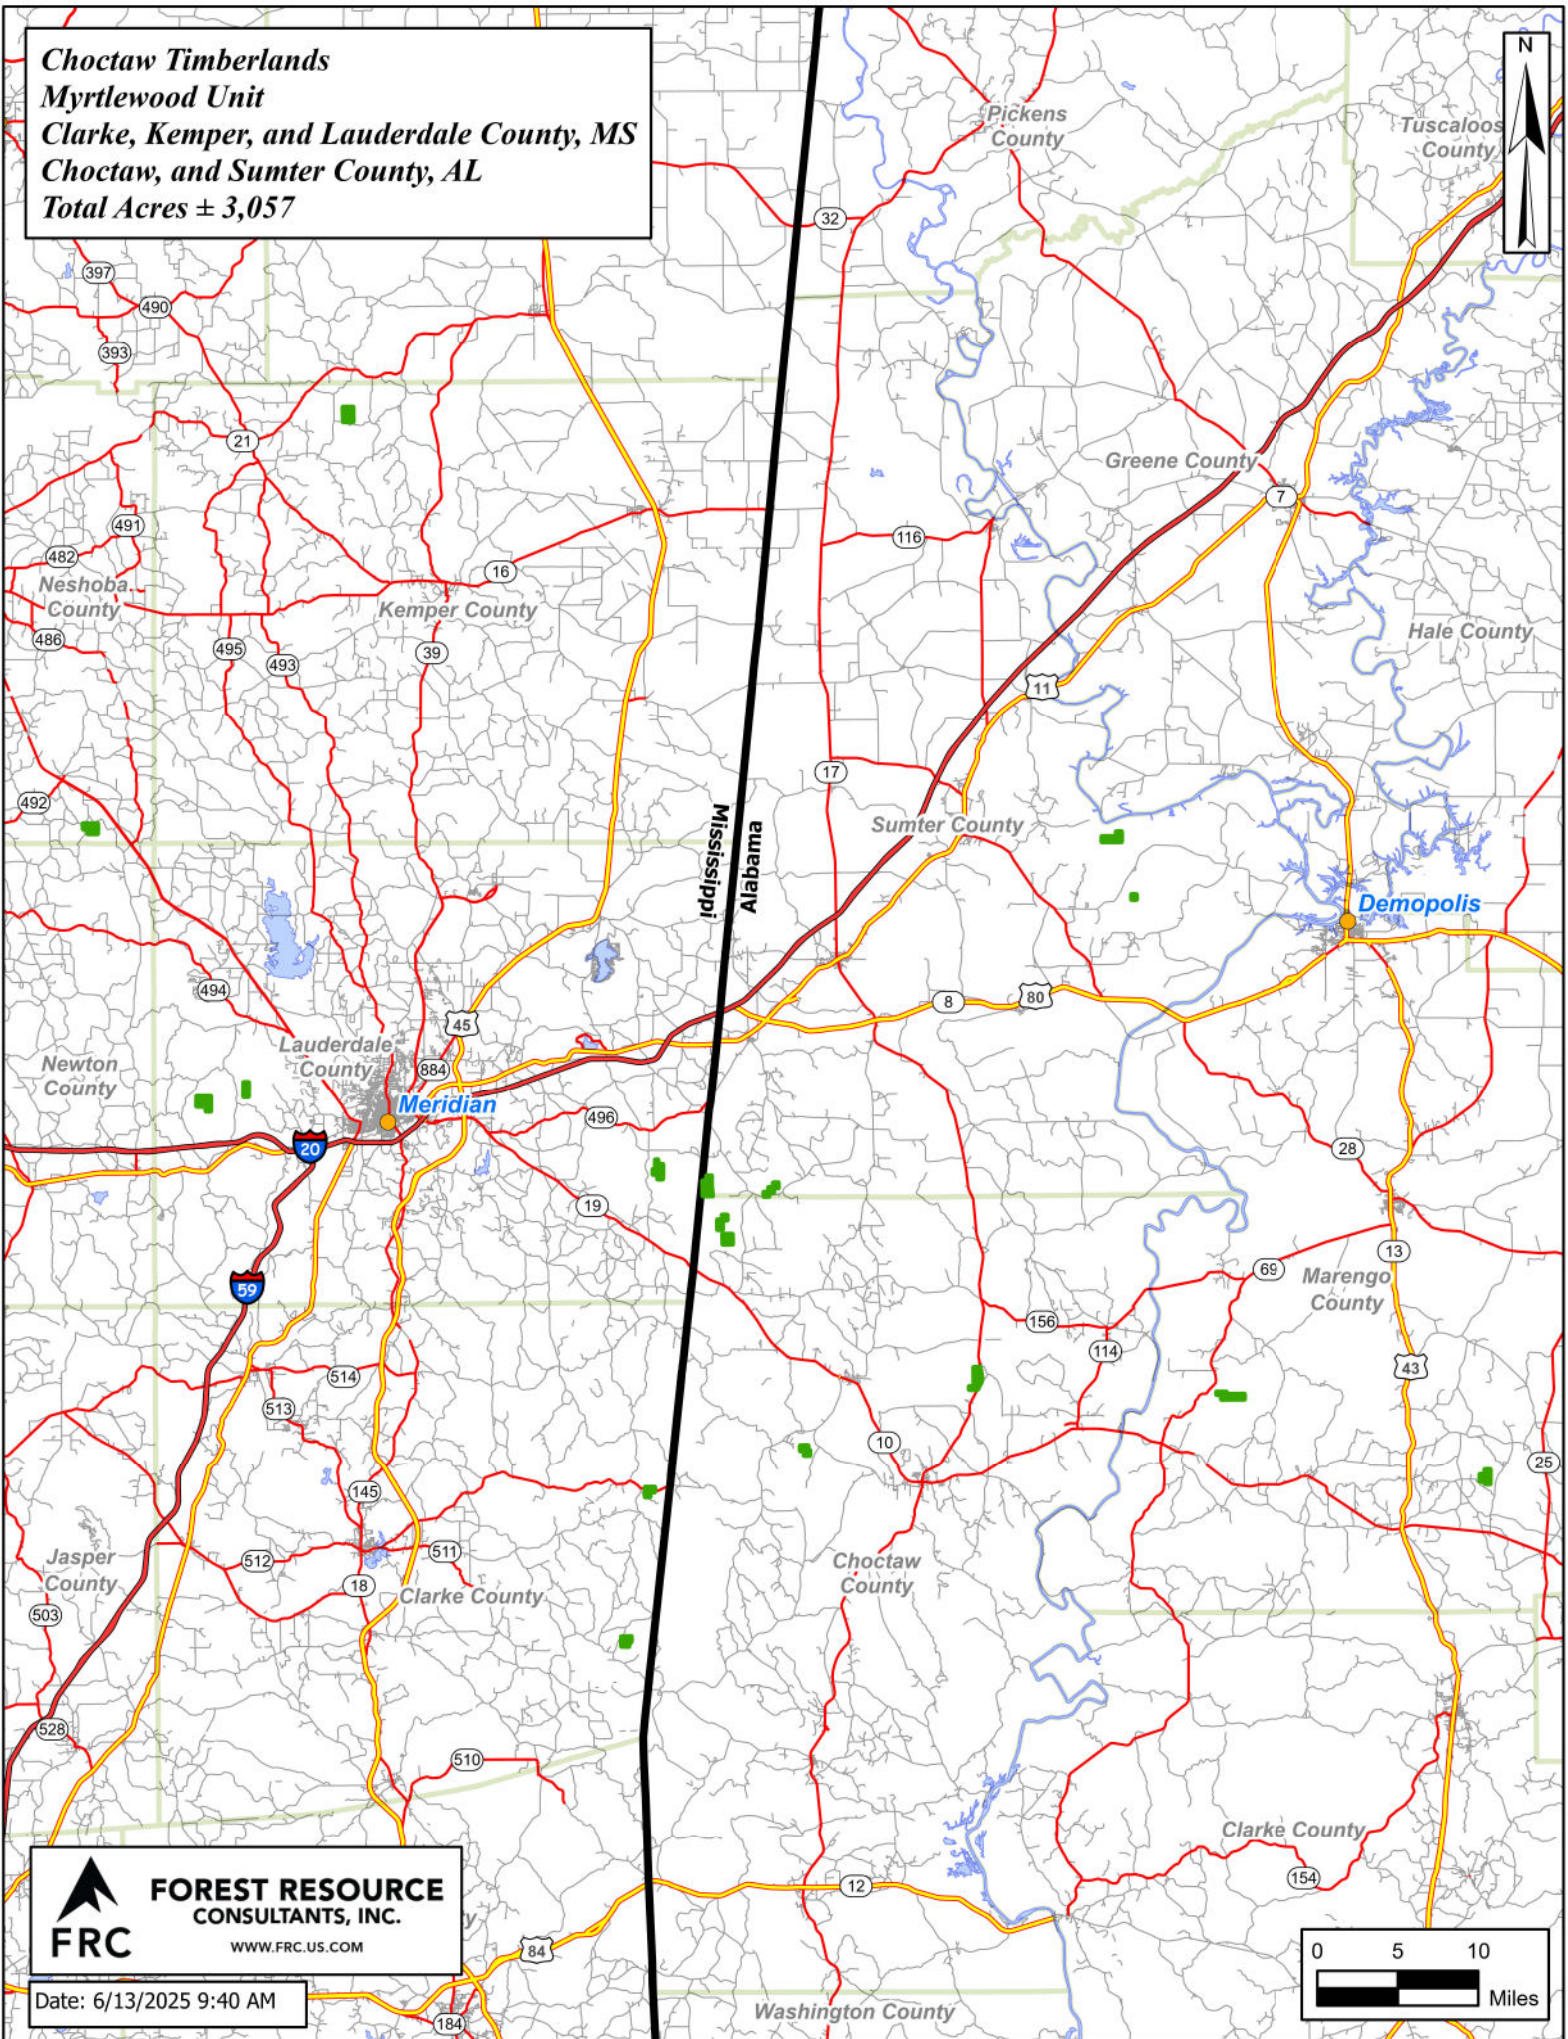 Choctaw Timberlands
Myrtlewood Unit
Clarke, Kemper, and Lauderdale County, MS
Choctaw, and Sumter County, AL
Total Acres ± 3,057
N
Pickens
County
Tuscaloos
County
32
397
490
393
21
Greene County
7
491
116
482
16
Neshoba
County
Kemper County
486
495
493
39
Hale County
11
17
492
Mississippi
Alabama
Sumter County
Demopolis
494
8
80
45
Lauderdale
County
Newton
County
884
Meridian
496
20
28
19
13
59
69
Marengo
County
156
114
43
514
513
10
25
145
Jasper
County
512
511
Choctaw
County
18
Clarke County
503
528
510
Clarke County
154
12
FRC
FOREST RESOURCE
CONSULTANTS, INC.
WWW.FRC.US.COM
84
0 5 10
Miles
Date: 6/13/2025 9:40 AM
Washington County
184